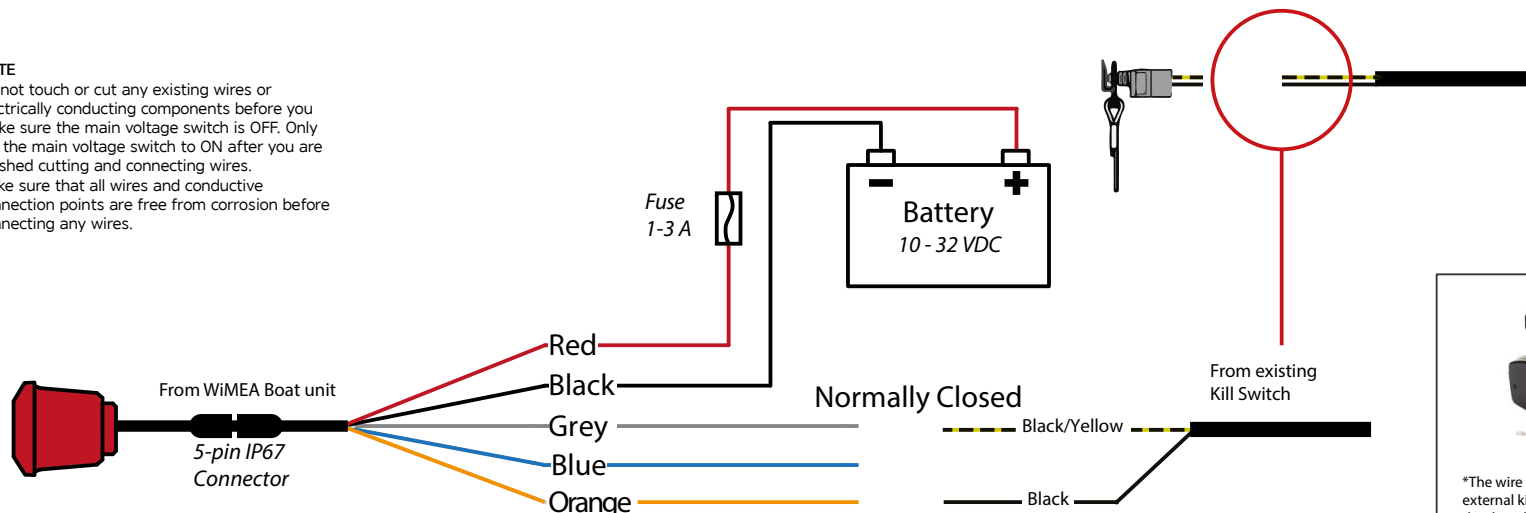 TE
not touch or cut any existing wires or
ctrically conducting components before you
ke sure the main voltage switch is OFF. Only
the main voltage switch to ON after you are
shed cutting and connecting wires.
ke sure that all wires and conductive
nnection points are free from corrosion before
nnecting any wires.
Fuse
1-3 A
Battery
10 - 32 VDC
From WiMEA Boat unit
5-pin IP67
Connector
Red
Black
Grey
Blue
Orange
Normally Closed
Black/Yellow
Black
From existing
Kill Switch
*The wire
external ki